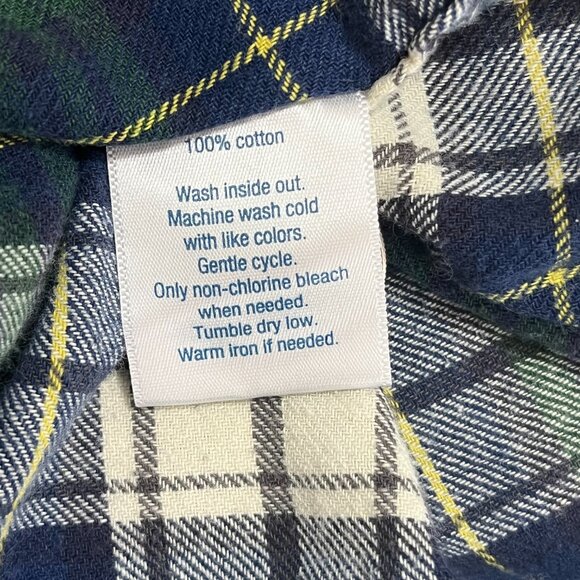 100% cotton
Wash inside out.
Machine wash cold
with like colors.
Gentle cycle.
Only non-chlorine bleach
when needed.
Tumble dry low.
Warm iron if needed.